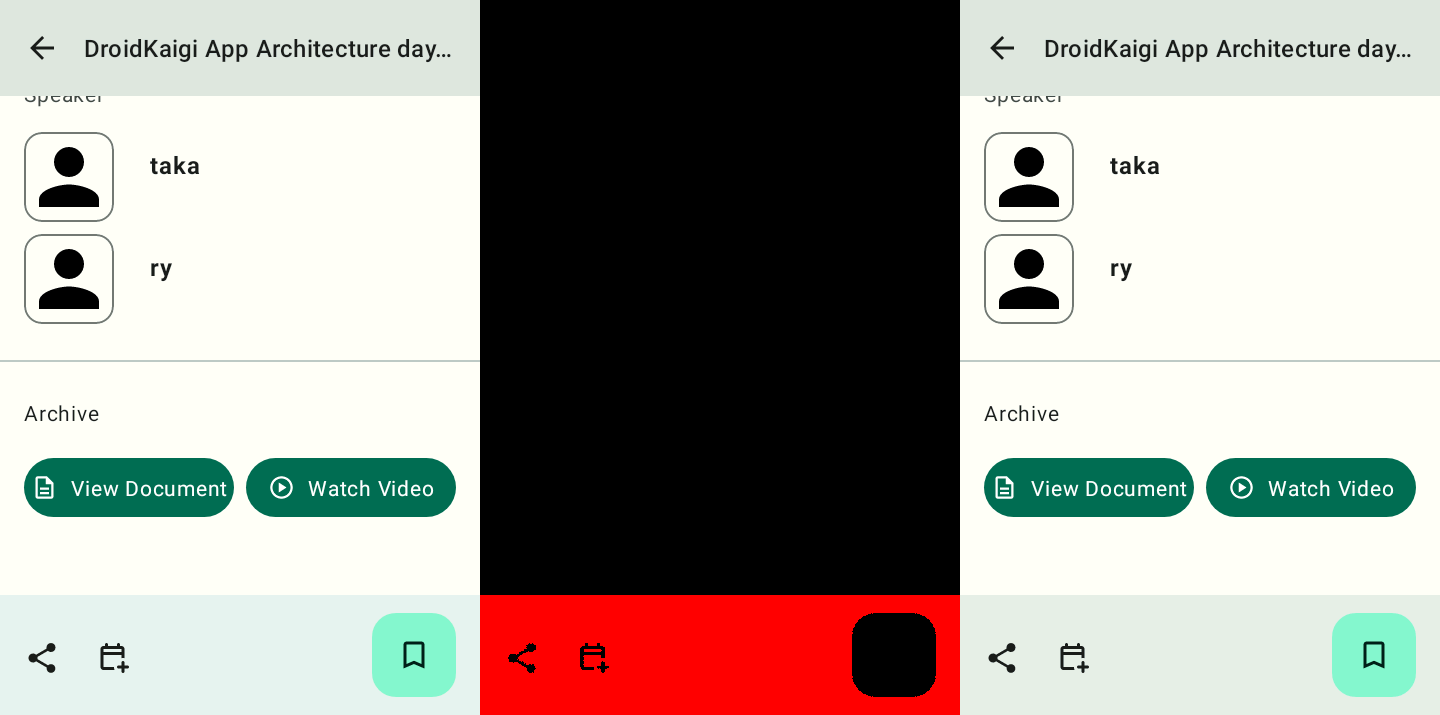 DroidKaigi App Architecture day…
Speaker
taka
ry
Archive
View Document
Watch Video
DroidKaigi App Architecture day…
Speaker
taka
ry
Archive
View Document
Watch Video